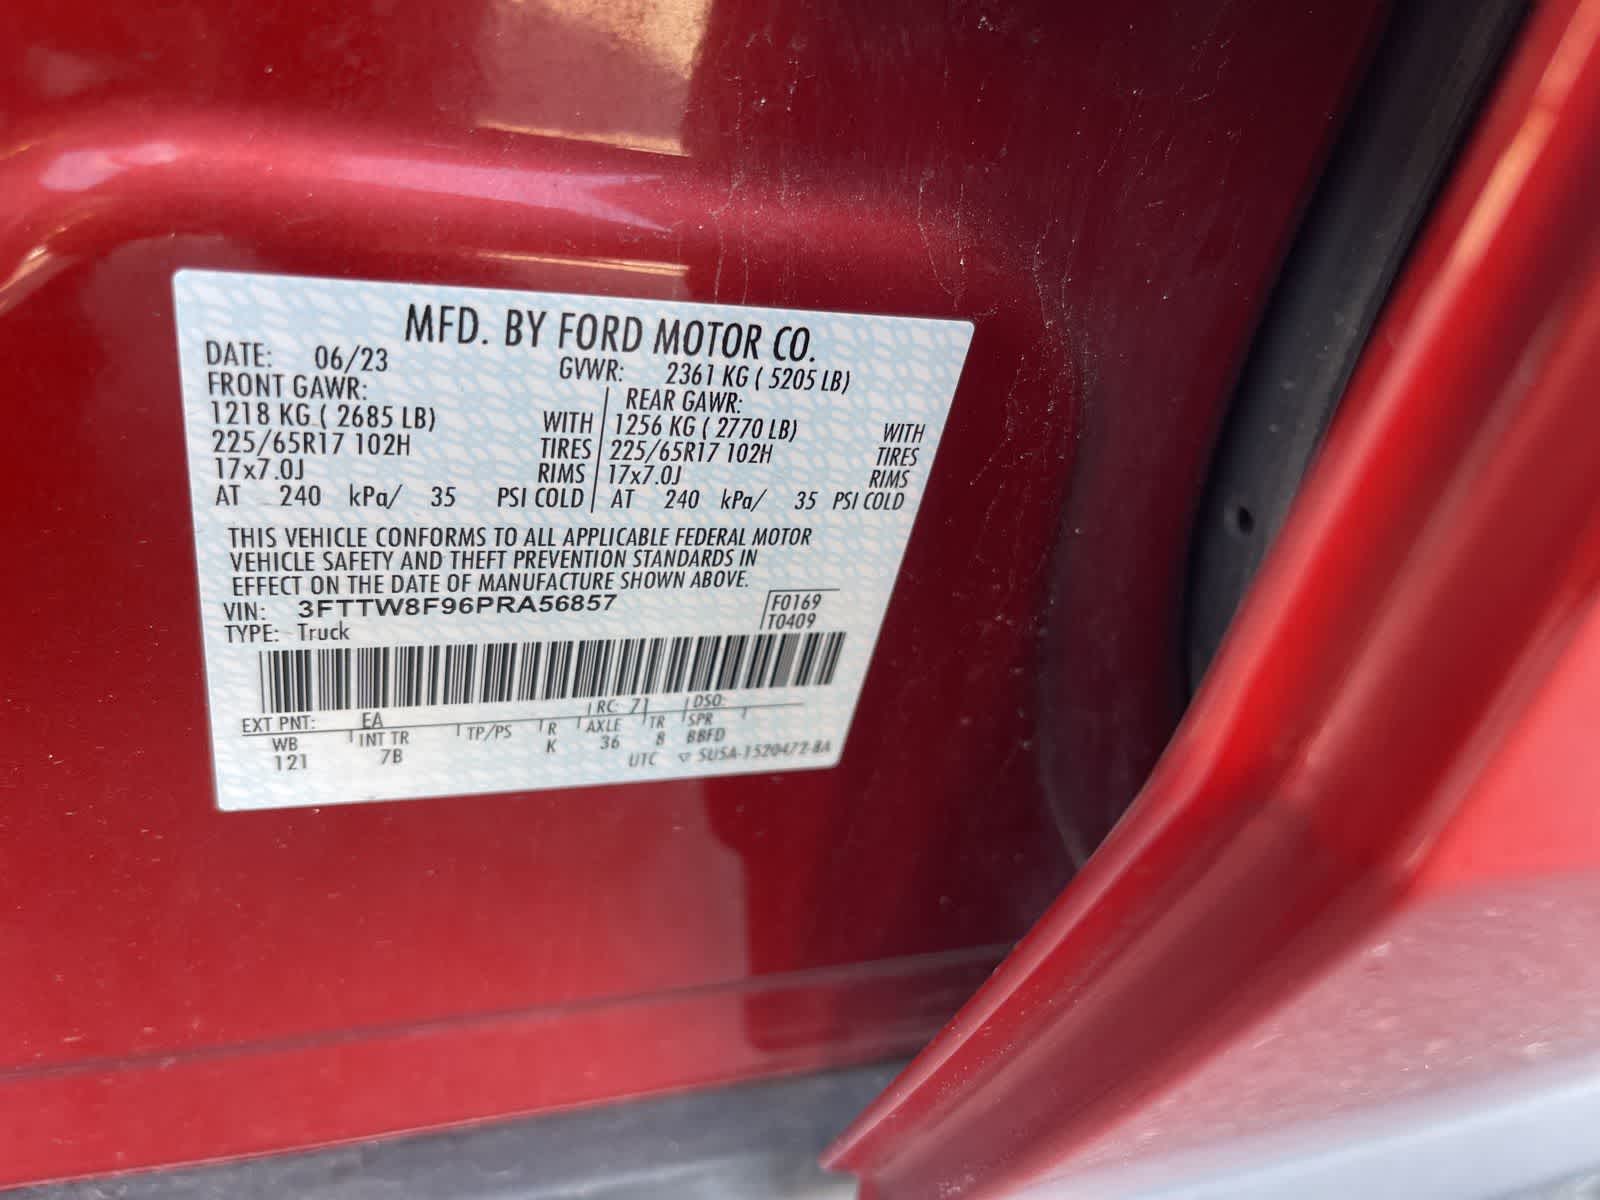 MFD. BY FORD MOTOR CO.
DATE: 06/23 GVWR: 2361 KG ( 5205 LB)
FRONT GAWR: REAR GAWR:
1218 KG ( 2685 LB) WITH 1256 KG ( 2770 LB) WITH
225/65R17 102H TIRES 225/65R17 102H TIRES
17x7.0J RIMS 17x7.0J RIMS
AT 240 kPa/ 35 PSI COLD AT 240 kPa/ 35 PSI COLD
THIS VEHICLE CONFORMS TO ALL APPLICABLE FEDERAL MOTOR
VEHICLE SAFETY AND THEFT PREVENTION STANDARDS IN
EFFECT ON THE DATE OF MANUFACTURE SHOWN ABOVE.
VIN: 3FTTW8F96PRA56857 F0169
TYPE: Truck T0409
EXT PNT: EA RC: 71 DSO:
WB INT TR TP/PS R AXLE TR SPR
121 7B K 36 8 BBFD
UTC ▽ 5USA-1520472-BA